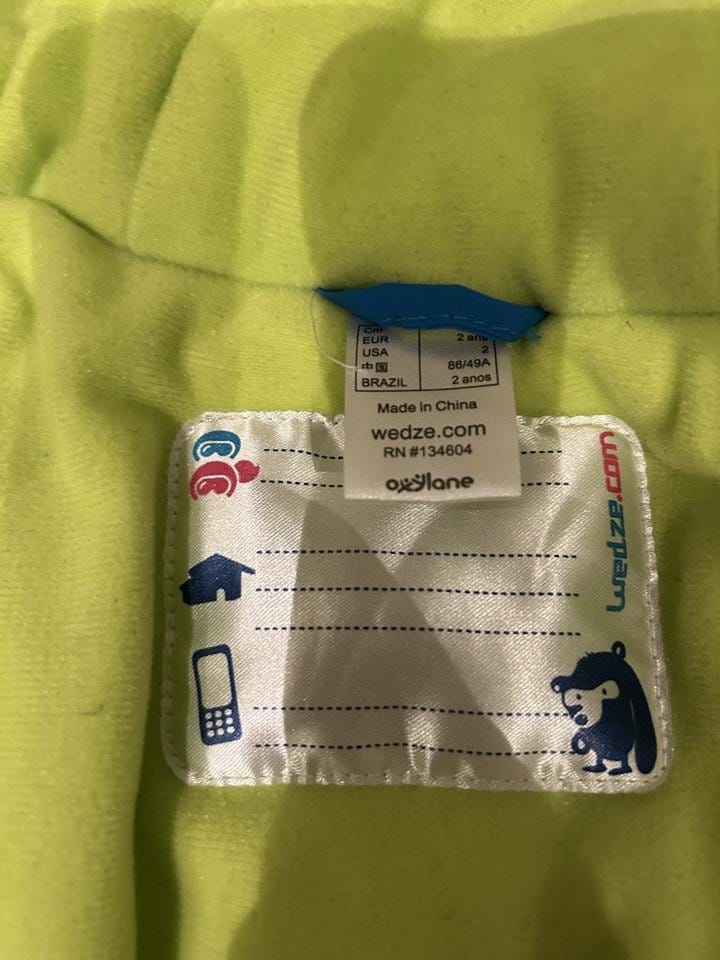 Cm
EUR 2 ans
USA 2
中国 86/49A
BRAZIL 2 anos
Made in China
wedze.com
RN #134604
oxylane
wedze.com